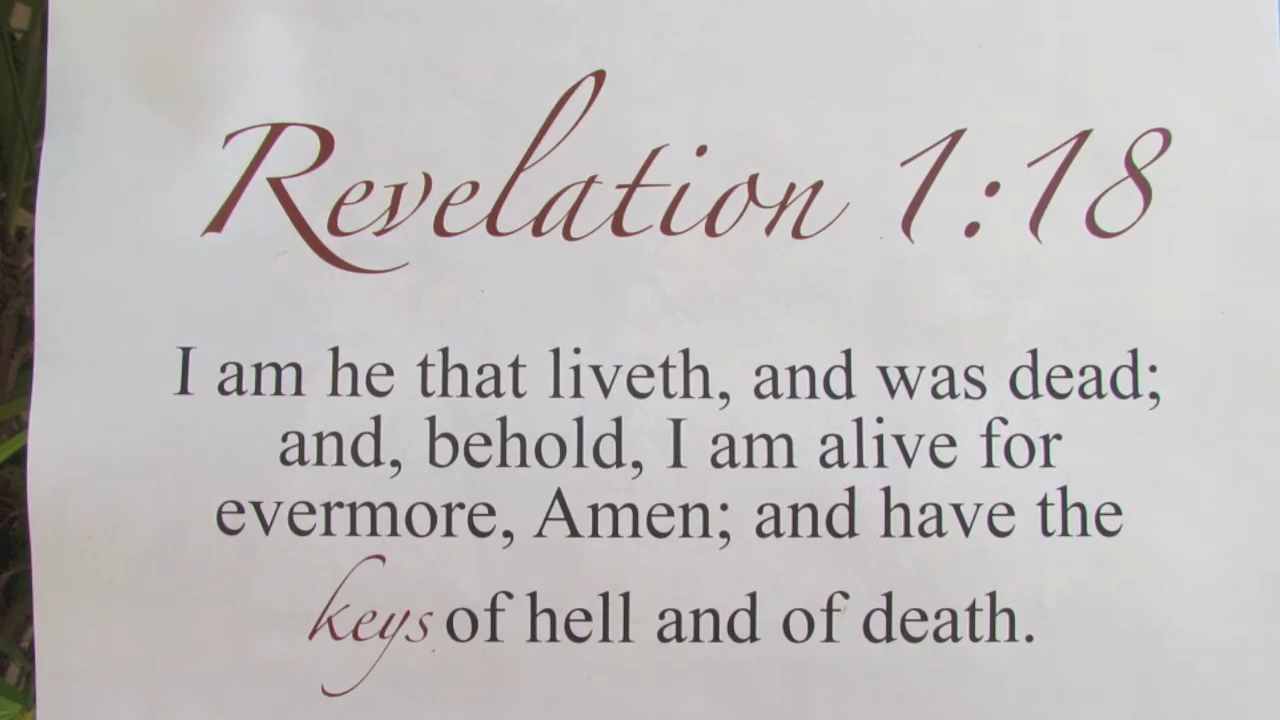 Revelation 1:18
I am he that liveth, and was dead;
and, behold, I am alive for
evermore, Amen; and have the
keys of hell and of death.